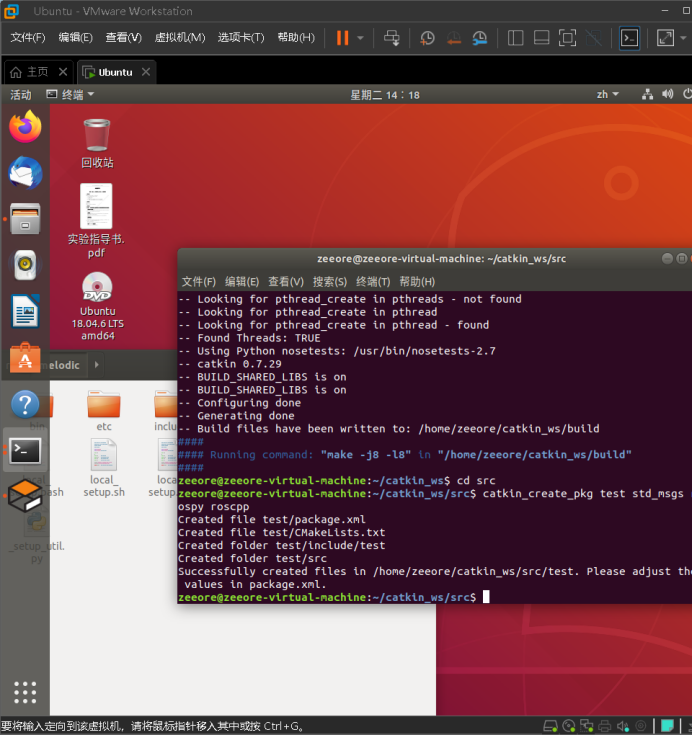 Ubuntu - VMware Workstation
文件(F) 编辑(E) 查看(V) 虚拟机(M) 选项卡(T) 帮助(H)
主页 Ubuntu
活动 终端 星期二 14：18 zh
回收站
实验指导书.
pdf
DVD
Ubuntu
18.04.6 LTS
amd64
zeeore@zeeore-virtual-machine: ~/catkin_ws/src
文件(F) 编辑(E) 查看(V) 搜索(S) 终端(T) 帮助(H)
-- Looking for pthread_create in pthreads - not found
-- Looking for pthread_create in pthread
-- Looking for pthread_create in pthread - found
-- Found Threads: TRUE
-- Using Python nosetests: /usr/bin/nosetests-2.7
-- catkin 0.7.29
-- BUILD_SHARED_LIBS is on
-- BUILD_SHARED_LIBS is on
-- Configuring done
-- Generating done
-- Build files have been written to: /home/zeeore/catkin_ws/build
####
#### Running command: "make -j8 -l8" in "/home/zeeore/catkin_ws/build"
####
zeeore@zeeore-virtual-machine:~/catkin_ws$ cd src
zeeore@zeeore-virtual-machine:~/catkin_ws/src$ catkin_create_pkg test std_msgs
ospy roscpp
Created file test/package.xml
Created file test/CMakeLists.txt
Created folder test/include/test
Created folder test/src
Successfully created files in /home/zeeore/catkin_ws/src/test. Please adjust the
values in package.xml.
zeeore@zeeore-virtual-machine:~/catkin_ws/src$
melodic
bin etc inclu
local_
setup.sh
_setup_util.
py
要将输入定向到该虚拟机，请将鼠标指针移入其中或按 Ctrl+G。